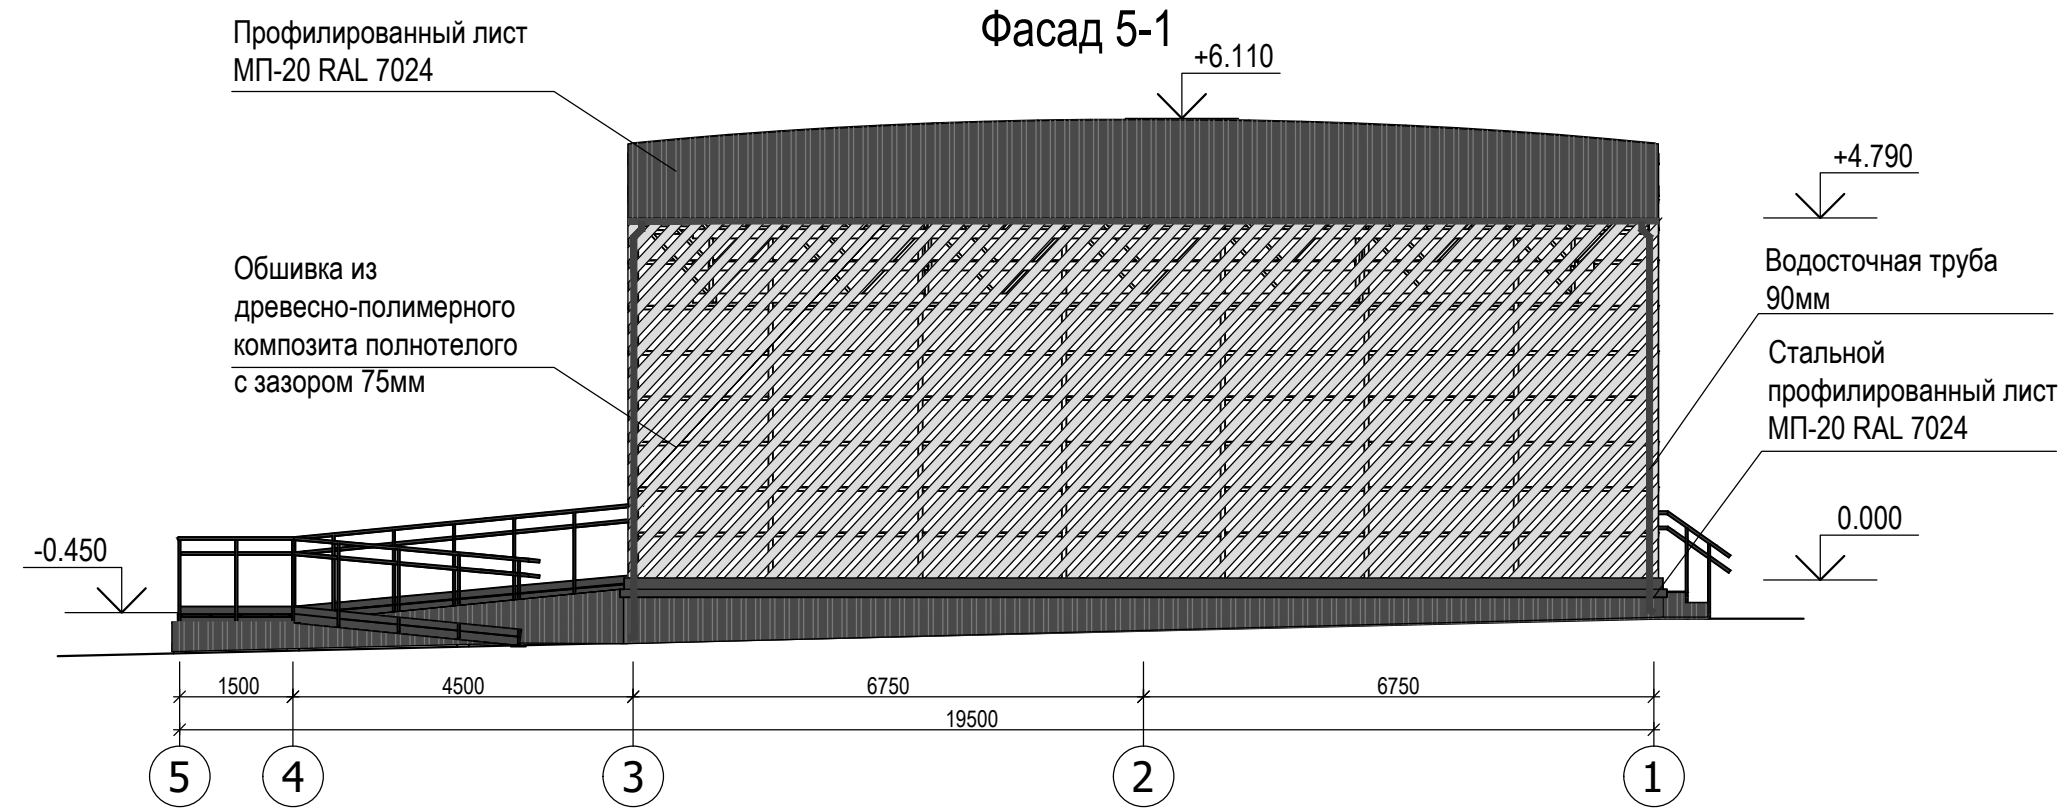 Фасад 5-1
Профилированный лист
МП-20 RAL 7024
+6.110
+4.790
Обшивка из
древесно-полимерного
композита полнотелого
с зазором 75мм
Водосточная труба
90мм
Стальной
профилированный лист
МП-20 RAL 7024
0.000
-0.450
1500
4500
6750
6750
19500
5
4
3
2
1